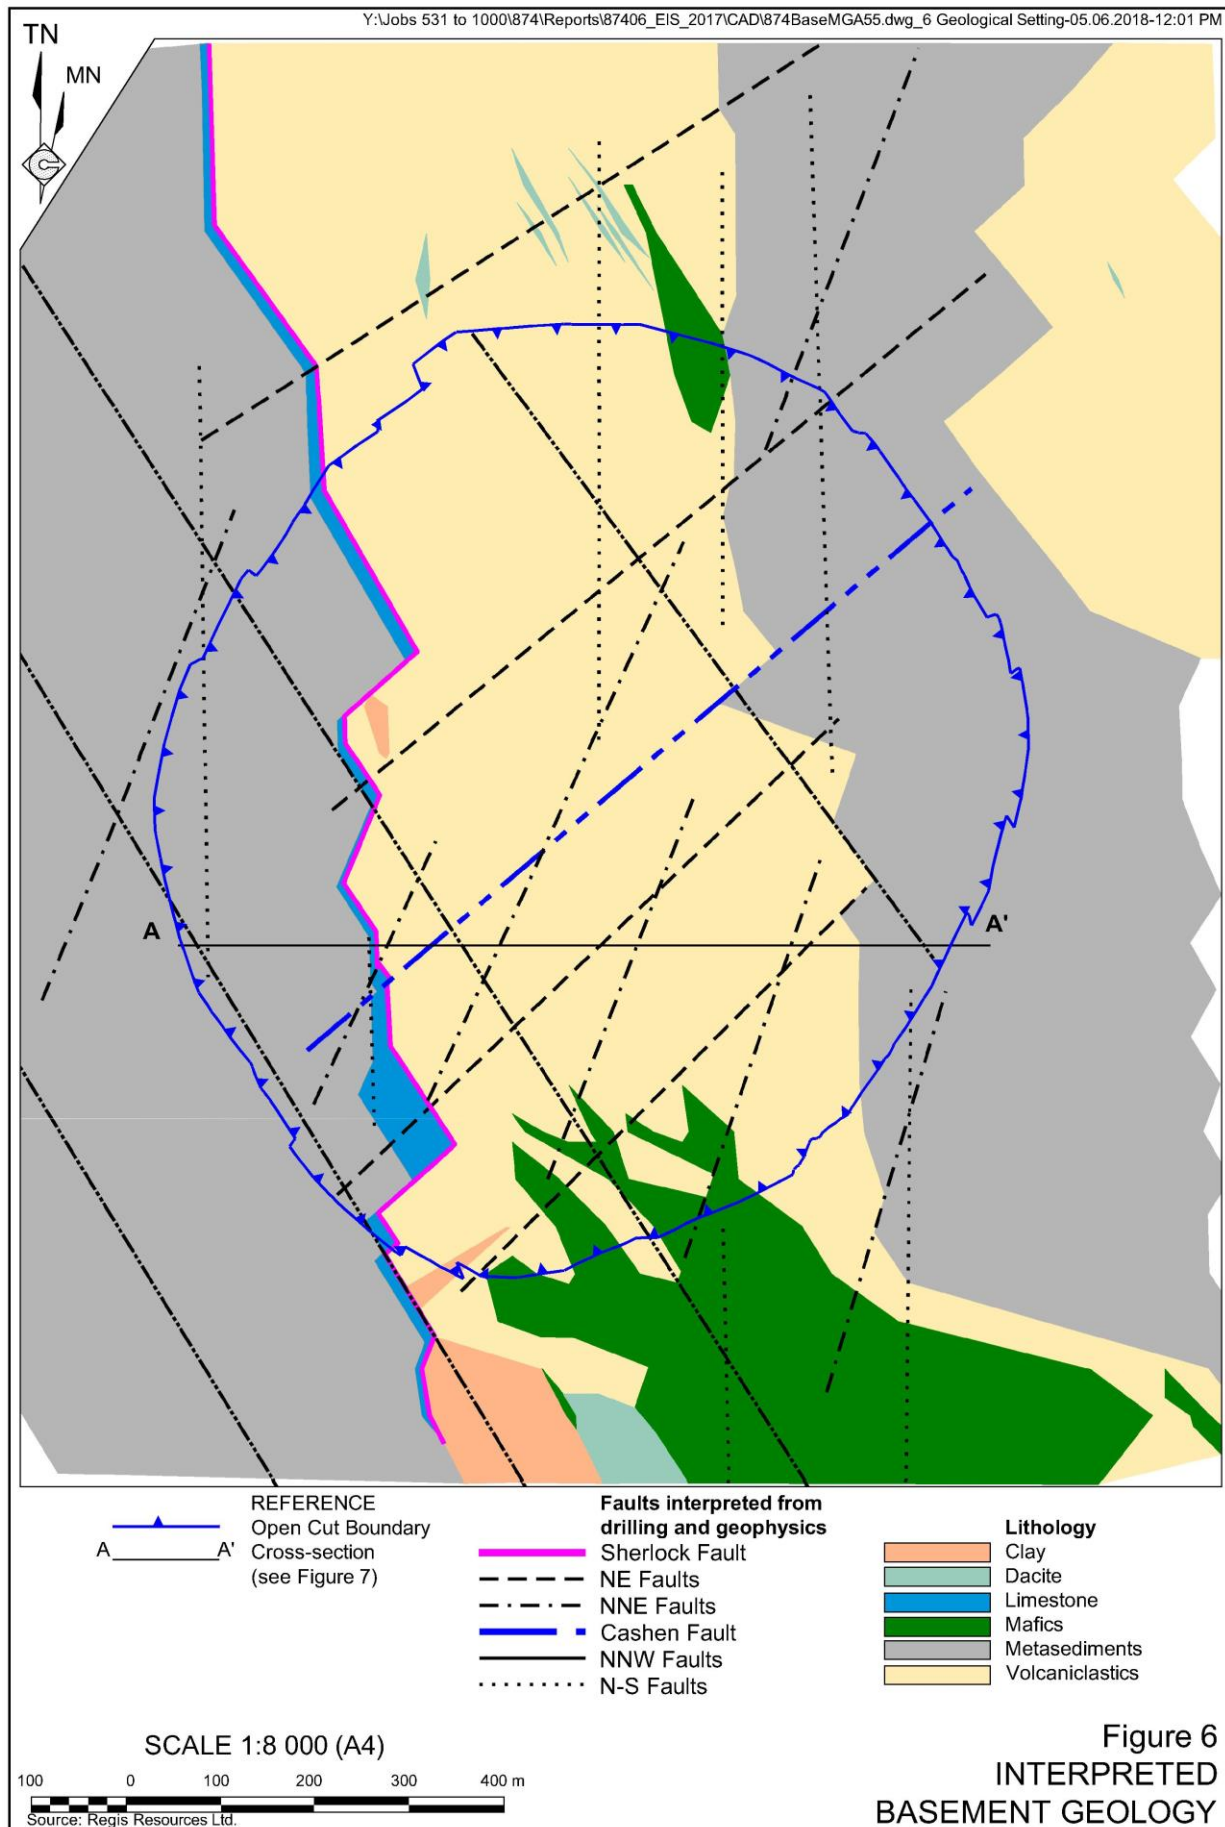 Y:\Jobs 531 to 1000\874\Reports\87406_EIS_2017\CAD\874BaseMGA55.dwg_6 Geological Setting-05.06.2018-12:01 PM
TN
MN
A
A'
REFERENCE
Open Cut Boundary
A A' Cross-section
(see Figure 7)
Faults interpreted from
drilling and geophysics
Sherlock Fault
NE Faults
NNE Faults
Cashen Fault
NNW Faults
N-S Faults
Lithology
Clay
Dacite
Limestone
Mafics
Metasediments
Volcaniclastics
SCALE 1:8 000 (A4)
100 0 100 200 300 400 m
Source: Regis Resources Ltd.
Figure 6
INTERPRETED
BASEMENT GEOLOGY